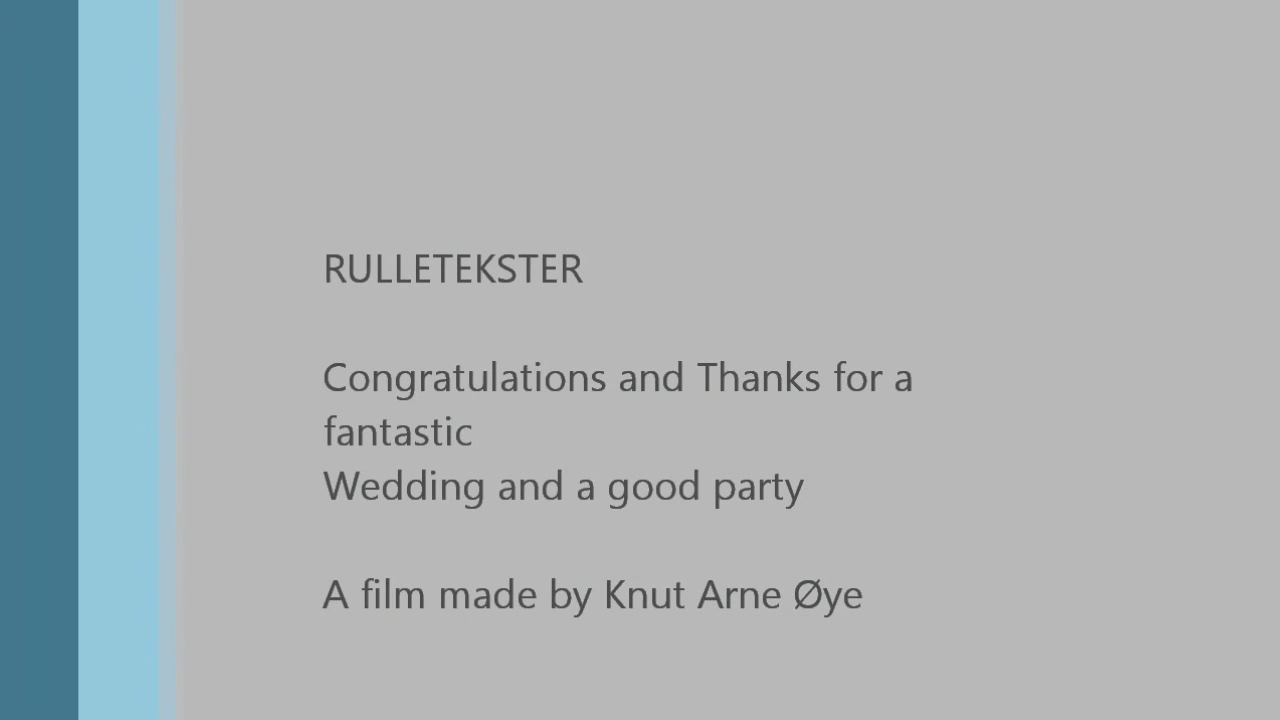 RULLETEKSTER
Congratulations and Thanks for a
fantastic
Wedding and a good party
A film made by Knut Arne Øye